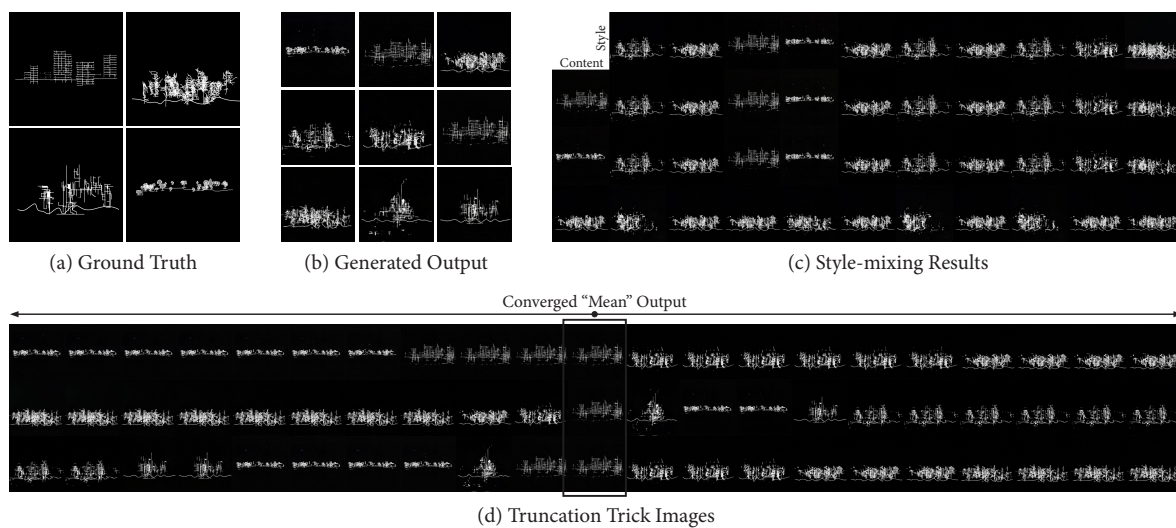 Style
Content
(a) Ground Truth
(b) Generated Output
(c) Style-mixing Results
Converged “Mean” Output
(d) Truncation Trick Images